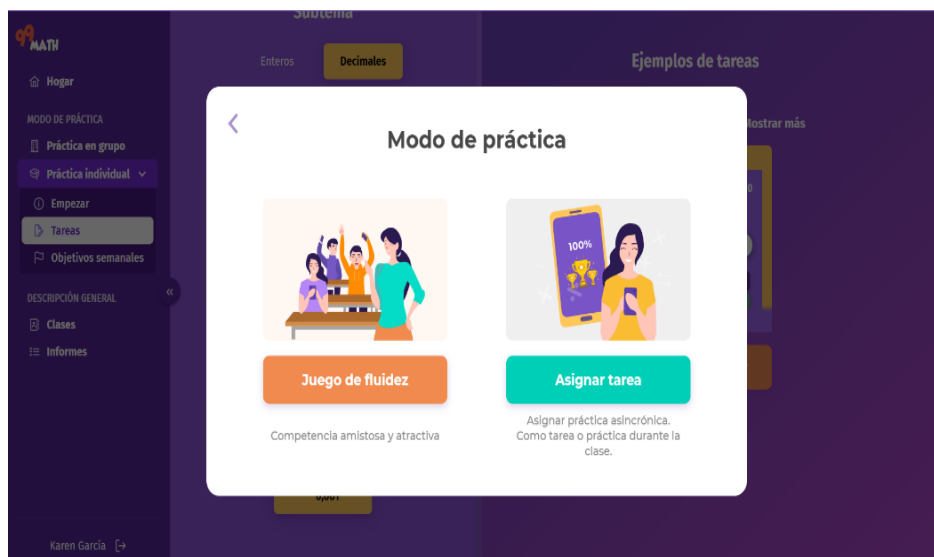 99
MATH
Hogar
MODO DE PRÁCTICA
Práctica en grupo
Práctica individual
Empezar
Tareas
Objetivos semanales
DESCRIPCIÓN GENERAL
Clases
Informes
Karen García
Subtema
Enteros
Decimales
Ejemplos de tareas
Mostrar más
Modo de práctica
100%
Juego de fluidez
Asignar tarea
Competencia amistosa y atractiva
Asignar práctica asincrónica.
Como tarea o práctica durante la
clase.
0,001